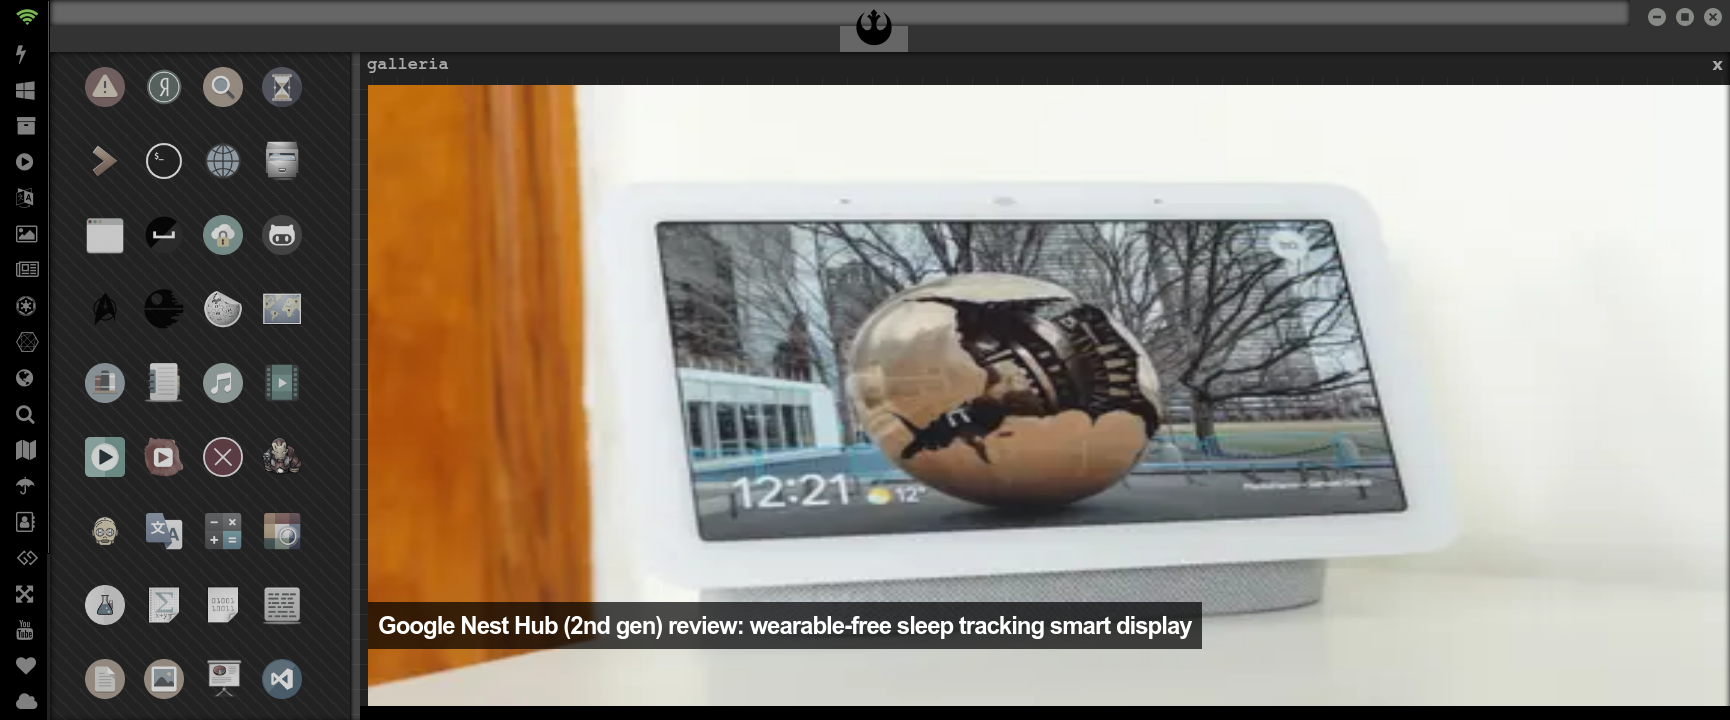 galleria
x
12:21
12°
Google Nest Hub (2nd gen) review: wearable-free sleep tracking smart display